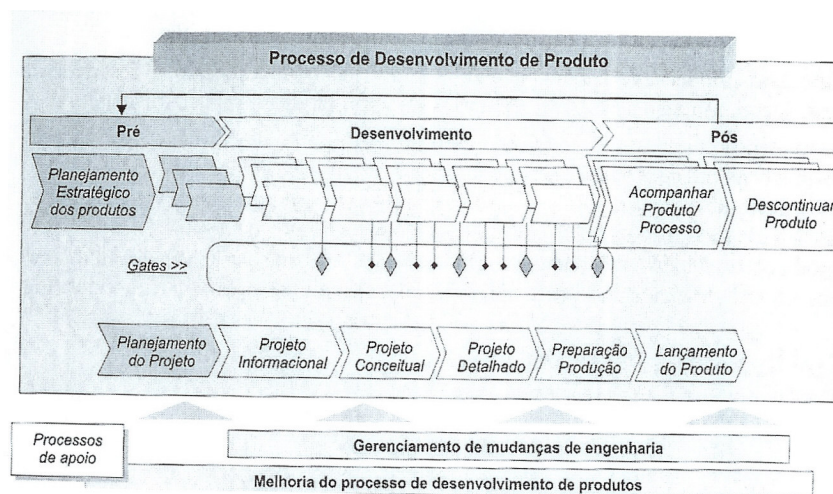 Processo de Desenvolvimento de Produto
Pré
Desenvolvimento
Pós
Planejamento
Estratégico
dos produtos
Acompanhar
Produto/
Processo
Descontinuar
Produto
Gates >>
Planejamento
do Projeto
Projeto
Informacional
Projeto
Conceitual
Projeto
Detalhado
Preparação
Produção
Lançamento
do Produto
Processos
de apoio
Gerenciamento de mudanças de engenharia
Melhoria do processo de desenvolvimento de produtos